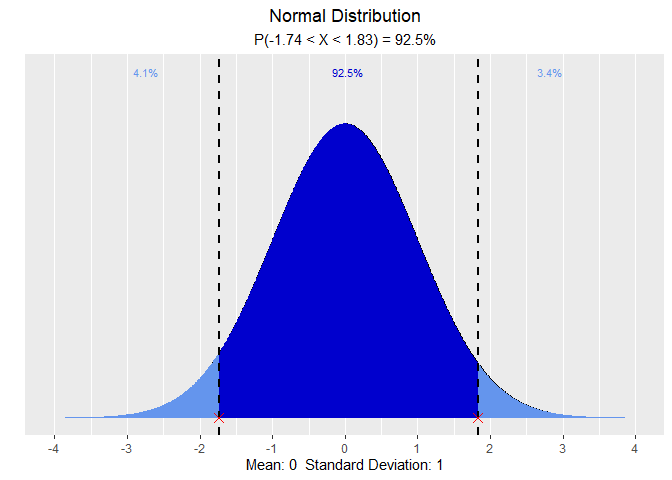 Normal Distribution
P(-1.74 < X < 1.83) = 92.5%
4.1% 92.5% 3.4%
-4 -3 -2 -1 0 1 2 3 4
Mean: 0 Standard Deviation: 1